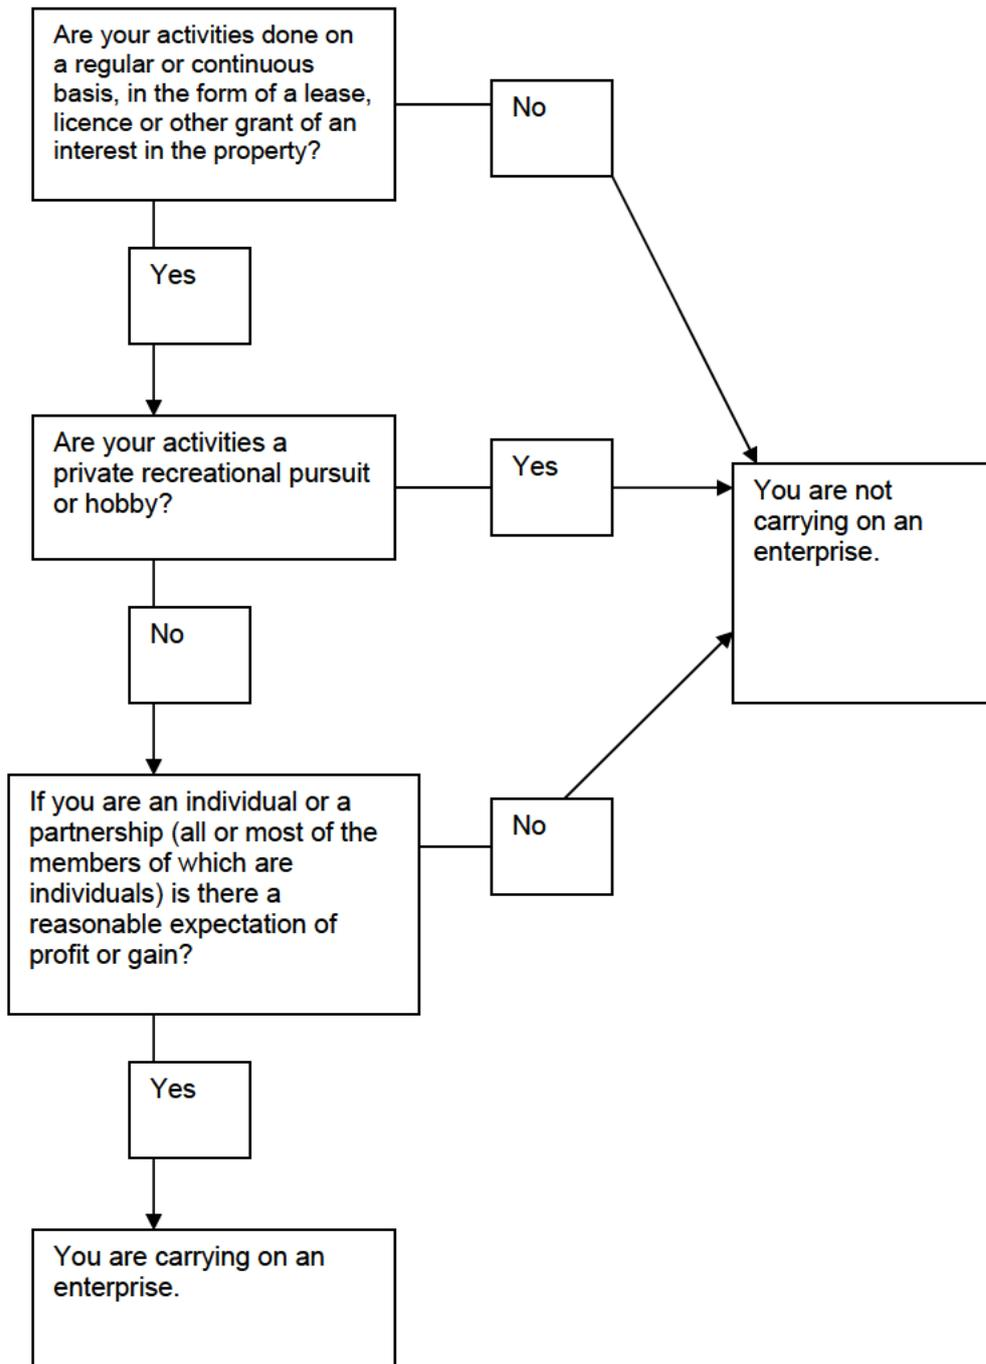 Are your activities done on
a regular or continuous
basis, in the form of a lease,
licence or other grant of an
interest in the property?
No
Yes
Are your activities a
private recreational pursuit
or hobby?
Yes
You are not
carrying on an
enterprise.
No
If you are an individual or a
partnership (all or most of the
members of which are
individuals) is there a
reasonable expectation of
profit or gain?
No
Yes
You are carrying on an
enterprise.